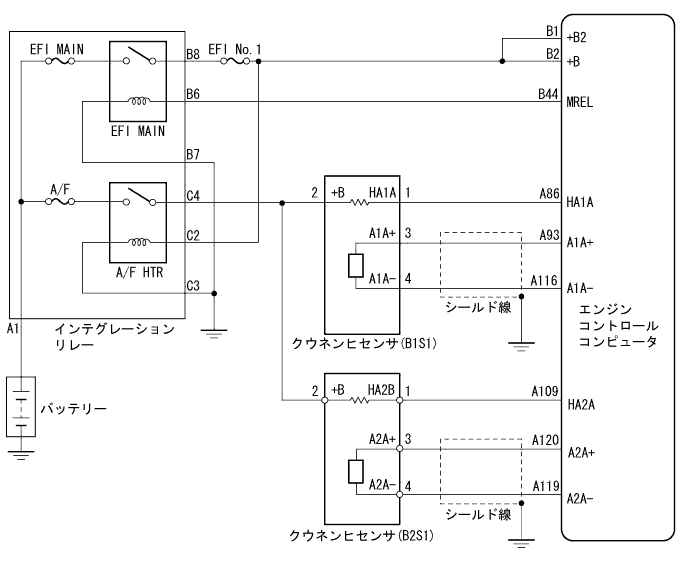 EFI MAIN
B8
EFI No. 1
B1
+B2
B2
+B
B6
B44
MREL
EFI MAIN
B7
A/F
C4
2
+B
HA1A
1
A86
HA1A
C2
A1A+
3
A93
A1A+
A/F HTR
C3
A1A-
4
A116
A1A-
A1
インテグレーション
リレー
シールド線
エンジン
コントロール
コンピュータ
クウネンヒセンサ(B1S1)
バッテリー
2
+B
HA2B
1
A109
HA2A
A2A+
3
A120
A2A+
A2A-
4
A119
A2A-
シールド線
クウネンヒセンサ(B2S1)